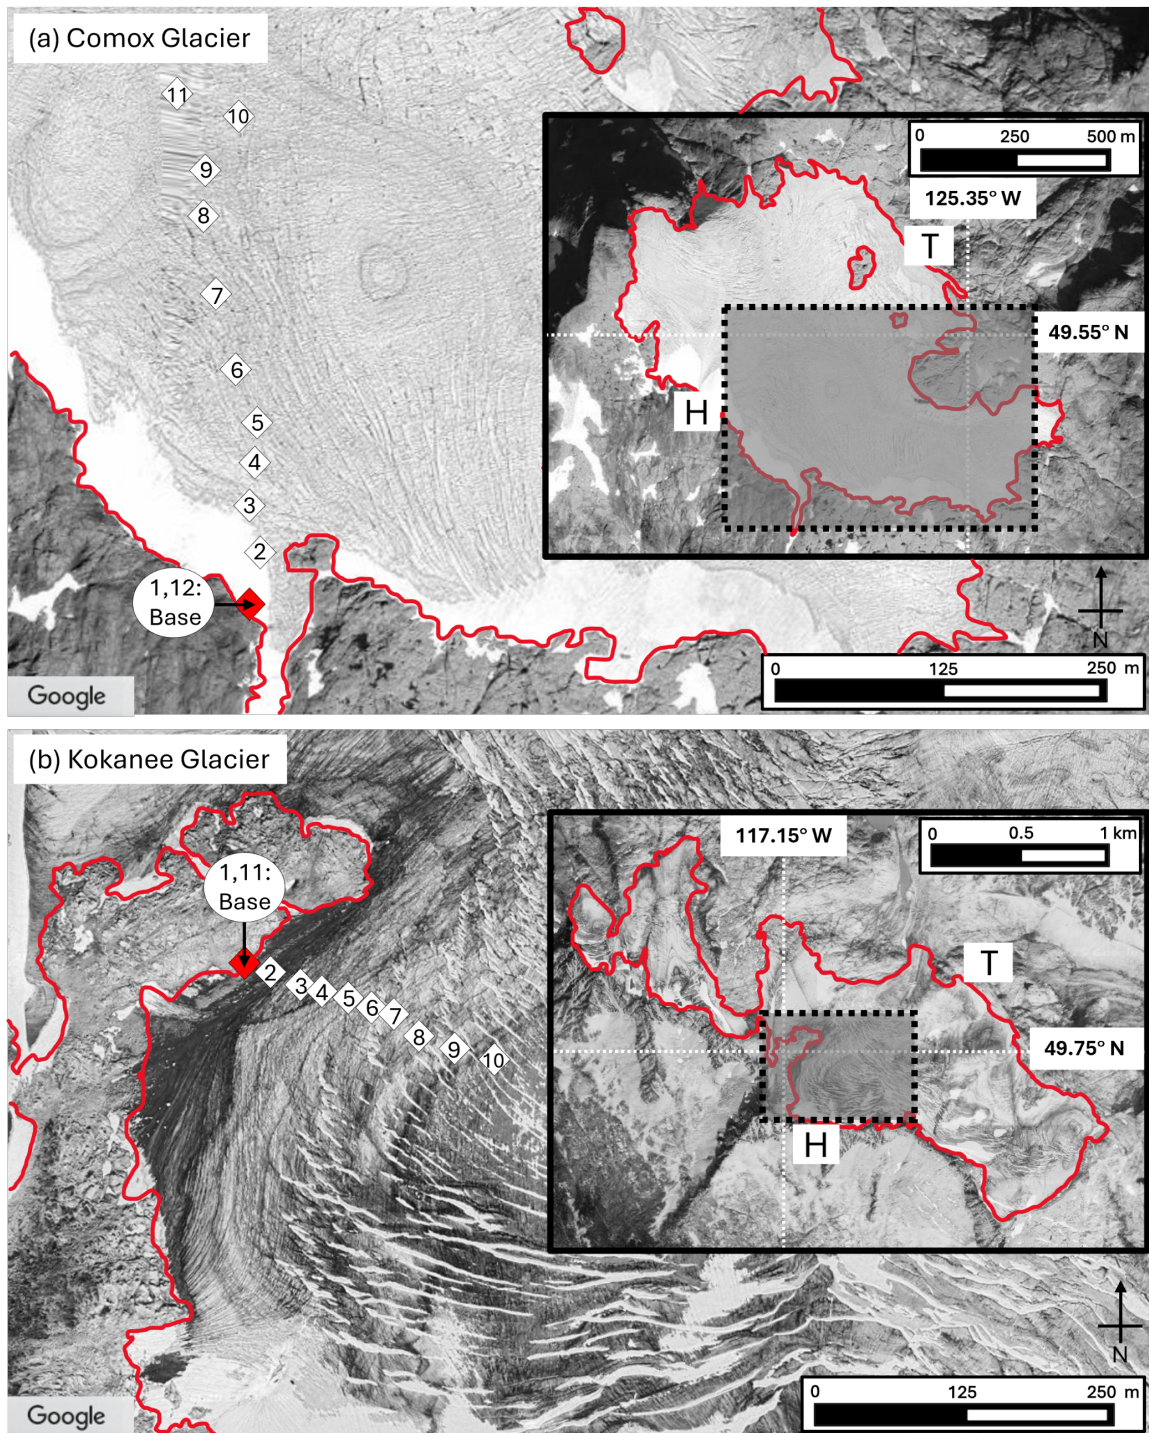 (a) Comox Glacier
11
10
9
8
7
6
5
4
3
2
1,12:
Base
0 250 500 m
125.35° W
T
49.55° N
H
N
0 125 250 m
Google
(b) Kokanee Glacier
1,11:
Base
2
3
4
5
6
7
8
9
10
117.15° W
0 0.5 1 km
T
49.75° N
H
N
0 125 250 m
Google